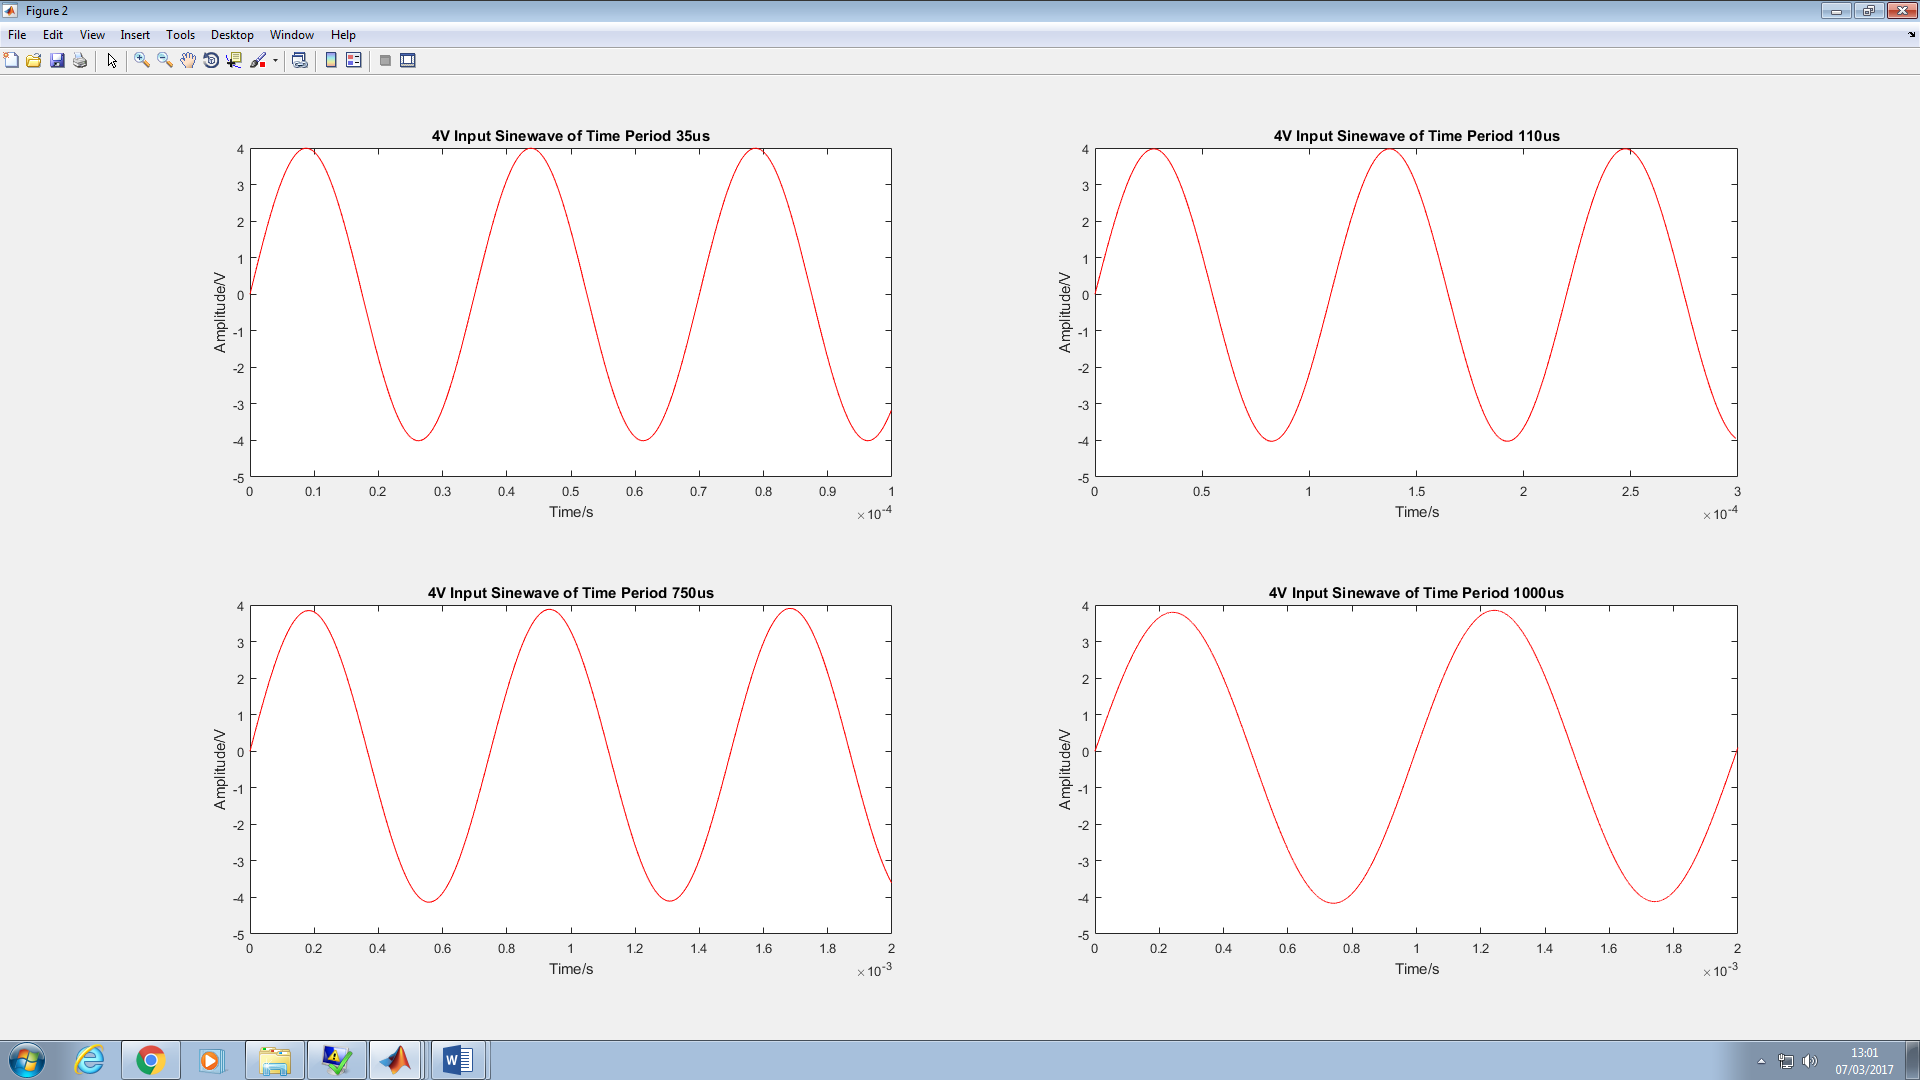 Figure 2
File Edit View Insert Tools Desktop Window Help
4V Input Sinewave of Time Period 35us
Amplitude/V
4
3
2
1
0
-1
-2
-3
-4
-5
0 0.1 0.2 0.3 0.4 0.5 0.6 0.7 0.8 0.9 1
Time/s
×10-4
4V Input Sinewave of Time Period 110us
Amplitude/V
4
3
2
1
0
-1
-2
-3
-4
-5
0 0.5 1 1.5 2 2.5 3
Time/s
×10-4
4V Input Sinewave of Time Period 750us
Amplitude/V
4
3
2
1
0
-1
-2
-3
-4
-5
0 0.2 0.4 0.6 0.8 1 1.2 1.4 1.6 1.8 2
Time/s
×10-3
4V Input Sinewave of Time Period 1000us
Amplitude/V
4
3
2
1
0
-1
-2
-3
-4
-5
0 0.2 0.4 0.6 0.8 1 1.2 1.4 1.6 1.8 2
Time/s
×10-3
W
13:01
07/03/2017